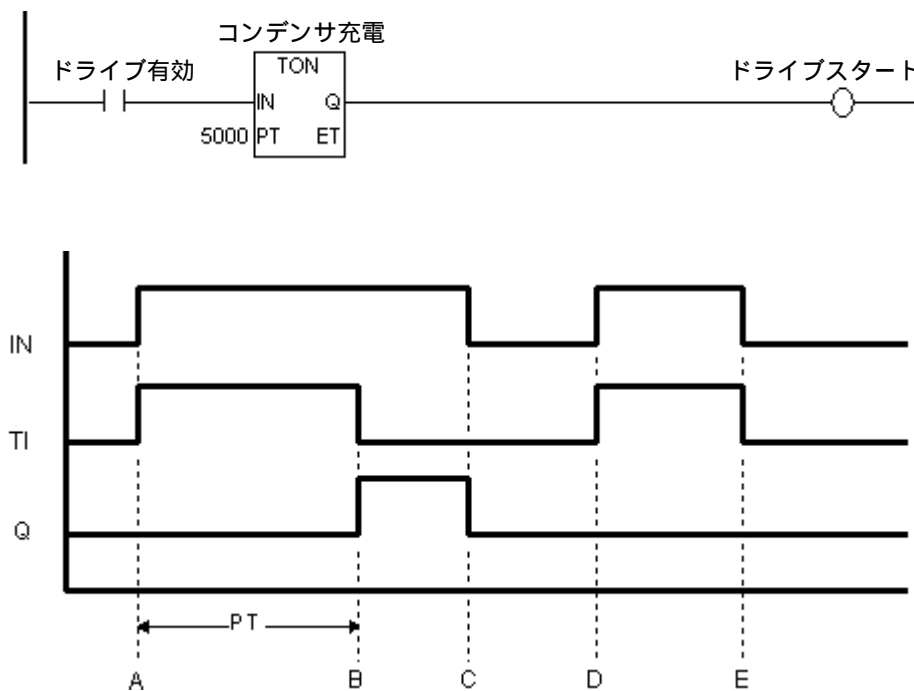 コンデンサ充電
ドライブ有効
TON
ドライブスタート
IN Q
5000 PT ET
IN
TI
Q
PT
A B C D E